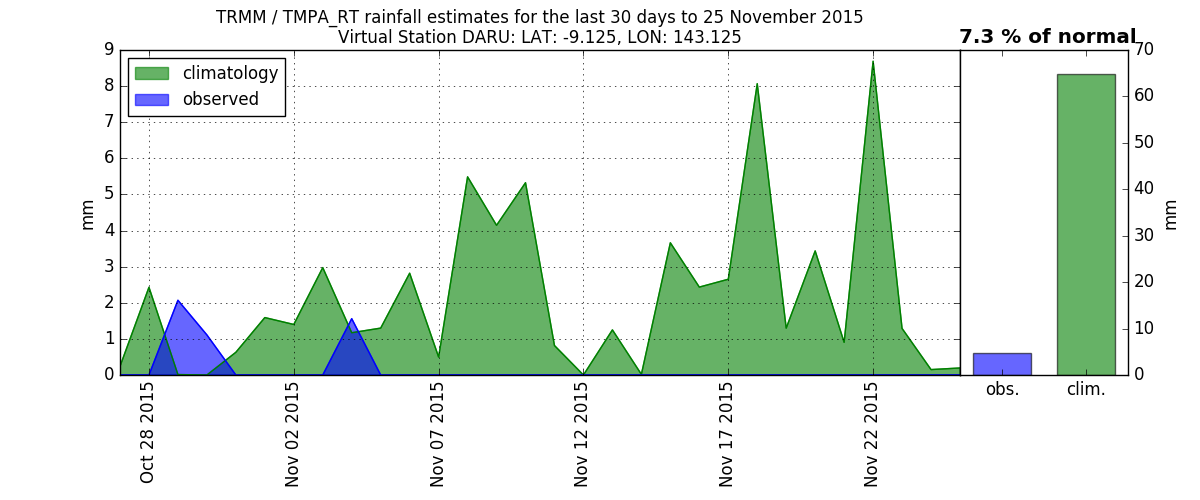 TRMM / TMPA_RT rainfall estimates for the last 30 days to 25 November 2015
Virtual Station DARU: LAT: -9.125, LON: 143.125
7.3 % of normal
climatology
observed
9
8
7
6
5
4
3
2
1
0
mm
Oct 28 2015
Nov 02 2015
Nov 07 2015
Nov 12 2015
Nov 17 2015
Nov 22 2015
70
60
50
40
30
20
10
0
mm
obs.
clim.